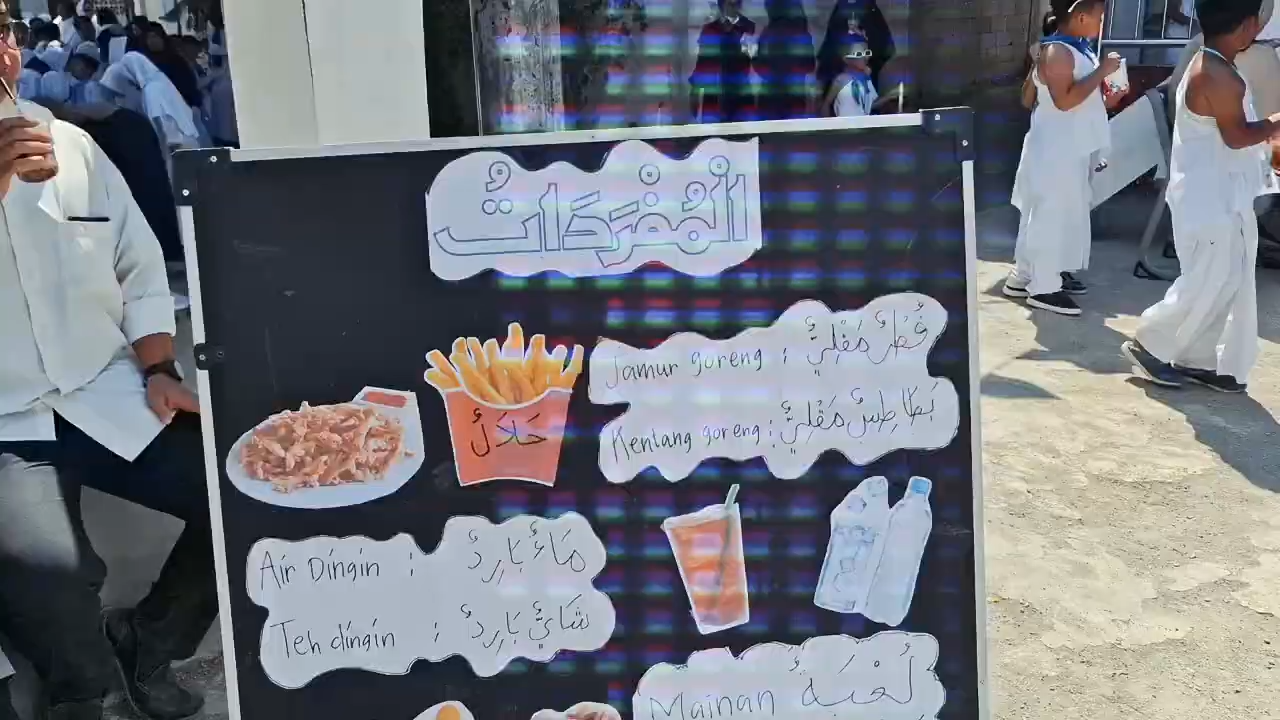 المُفْرَدَاتُ
Jamur goreng : فُطْرٌ مَقْلِيٌّ
Kentang goreng : بَطَاطِسُ مَقْلِيٌّ
حَلَالٌ
Air Dingin : مَاءٌ بَارِدٌ
Teh dingin : شَايٌ بَارِدٌ
Mainan لُعْبَةٌ